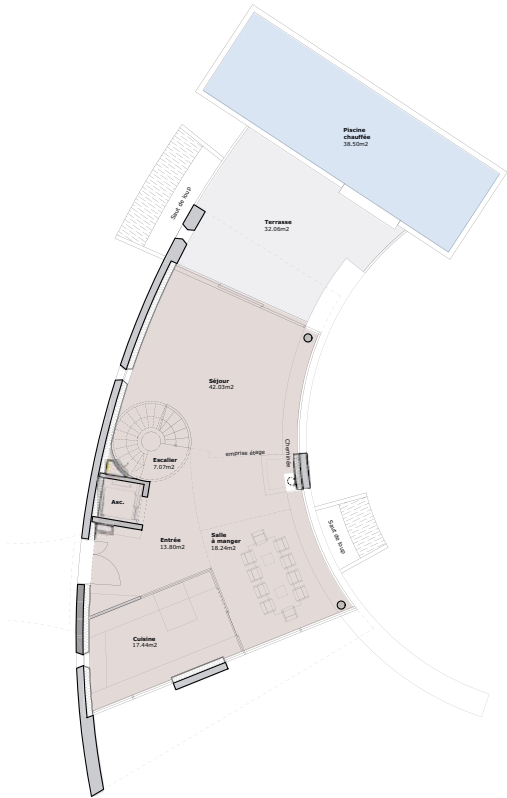 Piscine
chauffée
38.50m2
Saut de loup
Terrasse
32.06m2
Séjour
42.03m2
emprise étage
Cheminée
Escalier
7.07m2
Asc.
Entrée
13.80m2
Salle
à manger
18.24m2
Saut de loup
Cuisine
17.44m2